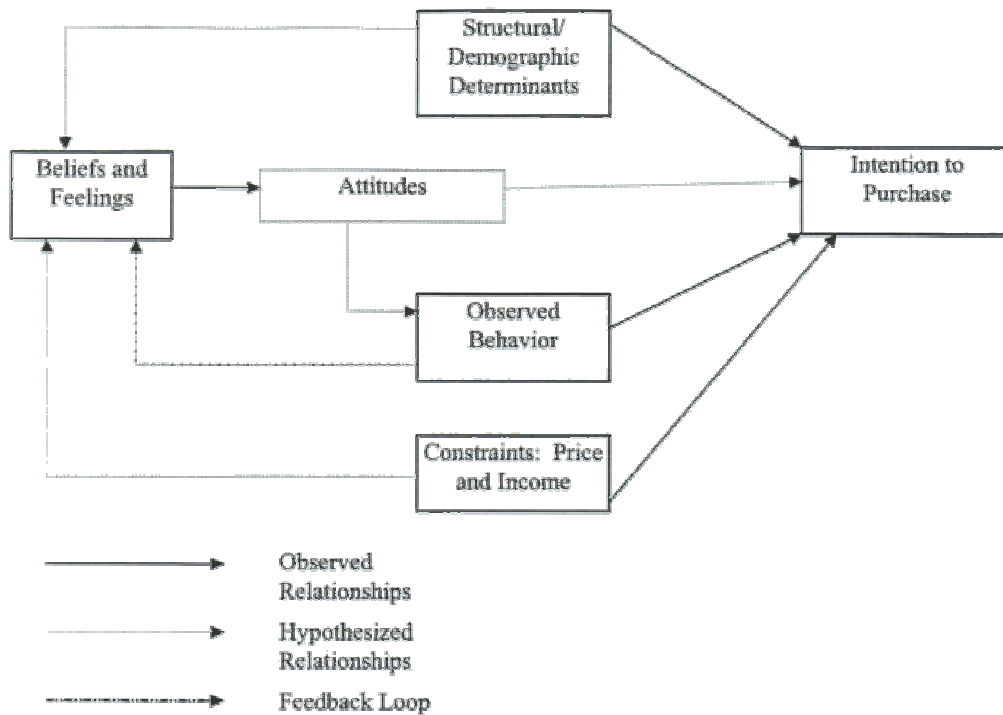 Structural/
Demographic
Determinants
Beliefs and
Feelings
Attitudes
Intention to
Purchase
Observed
Behavior
Constraints: Price
and Income
Observed
Relationships
Hypothesized
Relationships
Feedback Loop